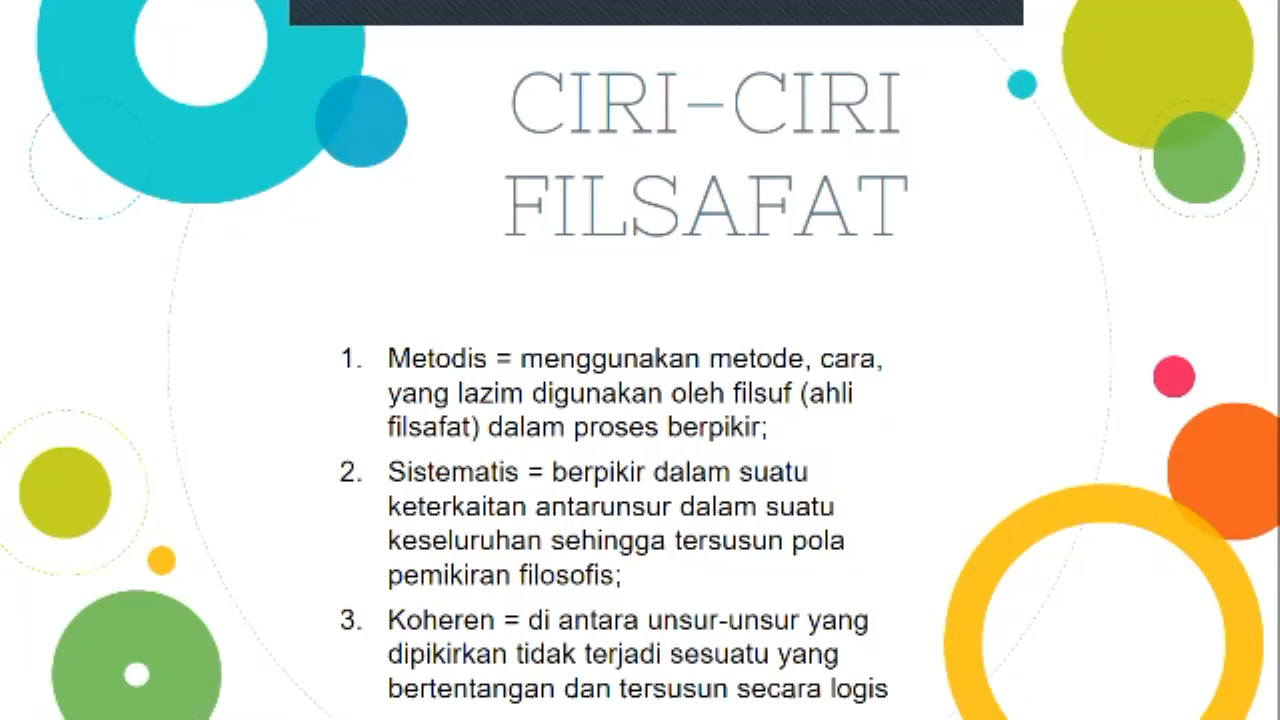 CIRI-CIRI
FILSAFAT
1. Metodis = menggunakan metode, cara,
yang lazim digunakan oleh filsuf (ahli
filsafat) dalam proses berpikir;
2. Sistematis = berpikir dalam suatu
keterkaitan antarunsur dalam suatu
keseluruhan sehingga tersusun pola
pemikiran filosofis;
3. Koheren = di antara unsur-unsur yang
dipikirkan tidak terjadi sesuatu yang
bertentangan dan tersusun secara logis